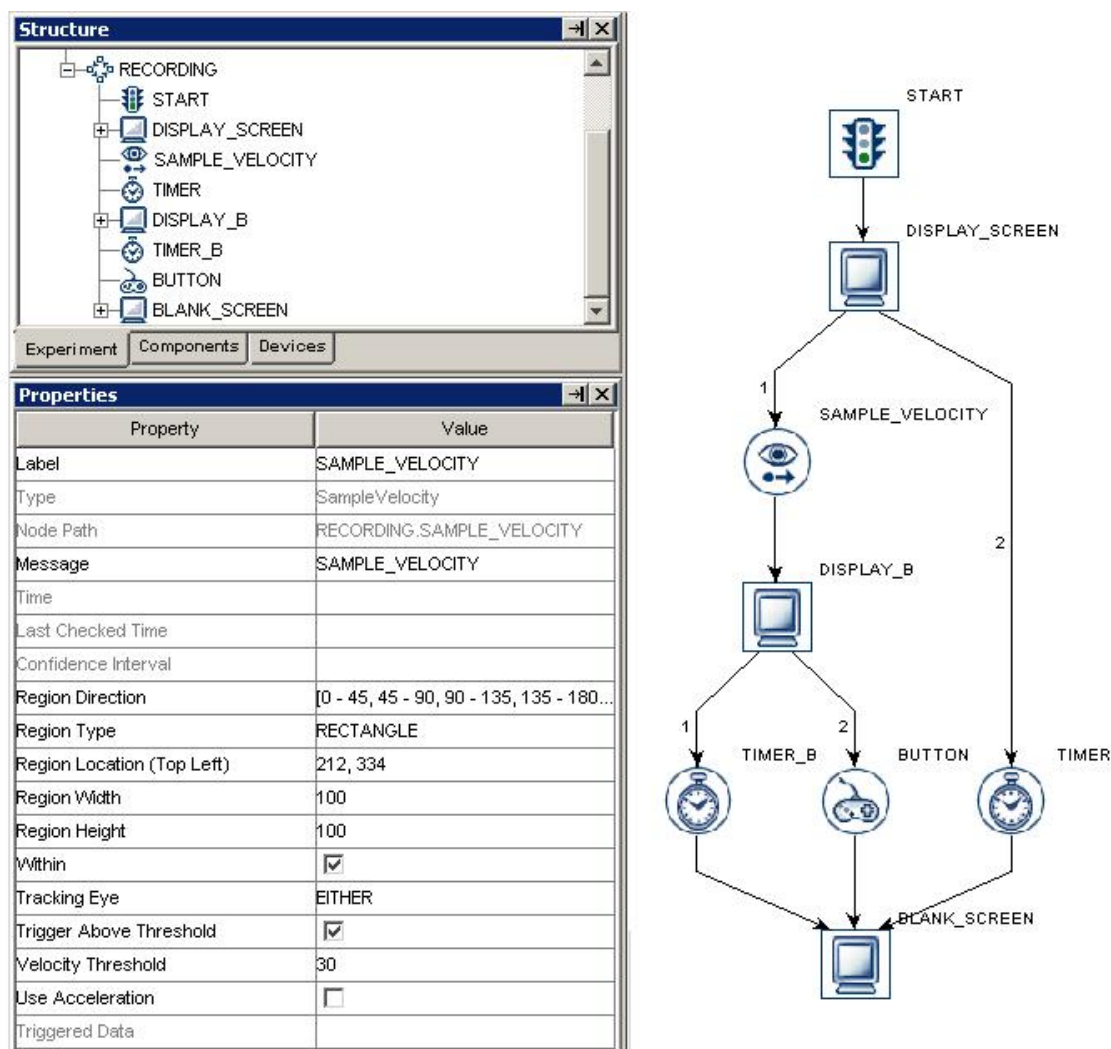 Structure
RECORDING
START
DISPLAY_SCREEN
SAMPLE_VELOCITY
TIMER
DISPLAY_B
TIMER_B
BUTTON
BLANK_SCREEN
Experiment Components Devices
Properties
Property Value
Label SAMPLE_VELOCITY
Type SampleVelocity
Node Path RECORDING.SAMPLE_VELOCITY
Message SAMPLE_VELOCITY
Time
Last Checked Time
Confidence Interval
Region Direction [0 - 45, 45 - 90, 90 - 135, 135 - 180...
Region Type RECTANGLE
Region Location (Top Left) 212, 334
Region Width 100
Region Height 100
Within
Tracking Eye EITHER
Trigger Above Threshold
Velocity Threshold 30
Use Acceleration
Triggered Data
START
DISPLAY_SCREEN
1
SAMPLE_VELOCITY
2
DISPLAY_B
1 2
TIMER_B BUTTON TIMER
BLANK_SCREEN